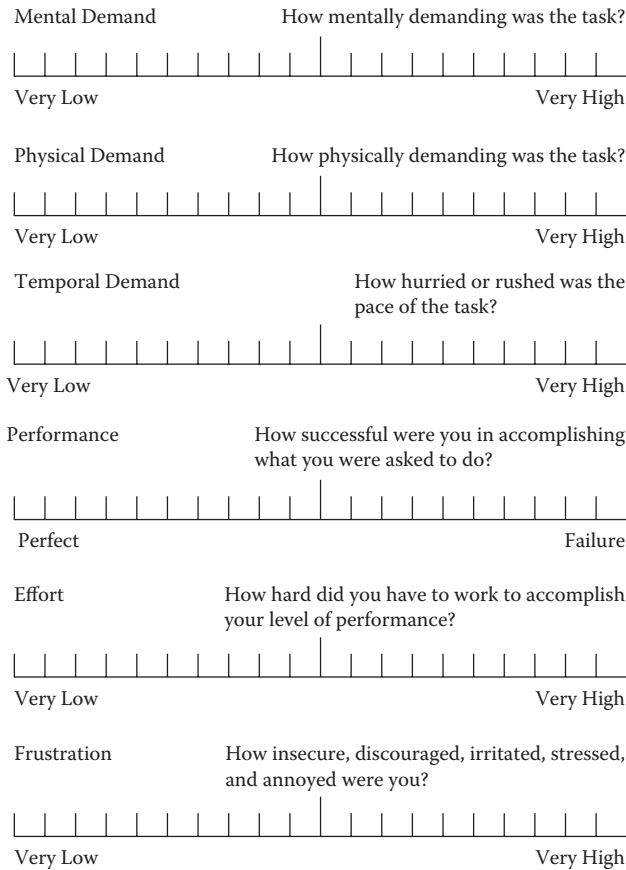 Mental Demand How mentally demanding was the task?
Very Low Very High
Physical Demand How physically demanding was the task?
Very Low Very High
Temporal Demand How hurried or rushed was the
pace of the task?
Very Low Very High
Performance How successful were you in accomplishing
what you were asked to do?
Perfect Failure
Effort How hard did you have to work to accomplish
your level of performance?
Very Low Very High
Frustration How insecure, discouraged, irritated, stressed,
and annoyed were you?
Very Low Very High